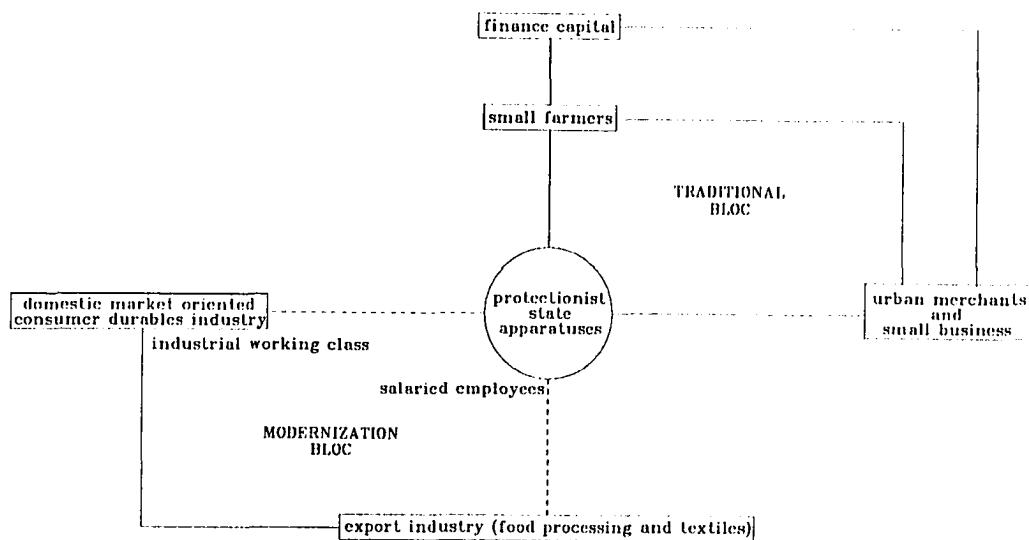 finance capital
small farmers
TRADITIONAL
BLOC
protectionist
state
apparatuses
domestic market oriented
consumer durables industry
urban merchants
and
small business
industrial working class
salaried employees
MODERNIZATION
BLOC
export industry (food processing and textiles)